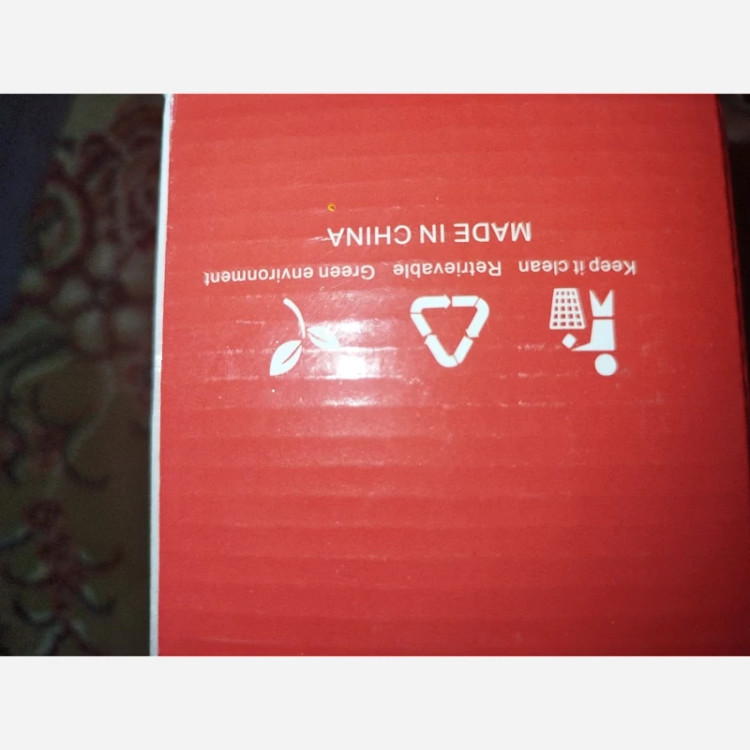 Keep it clean Retrievable Green environment
MADE IN CHINA